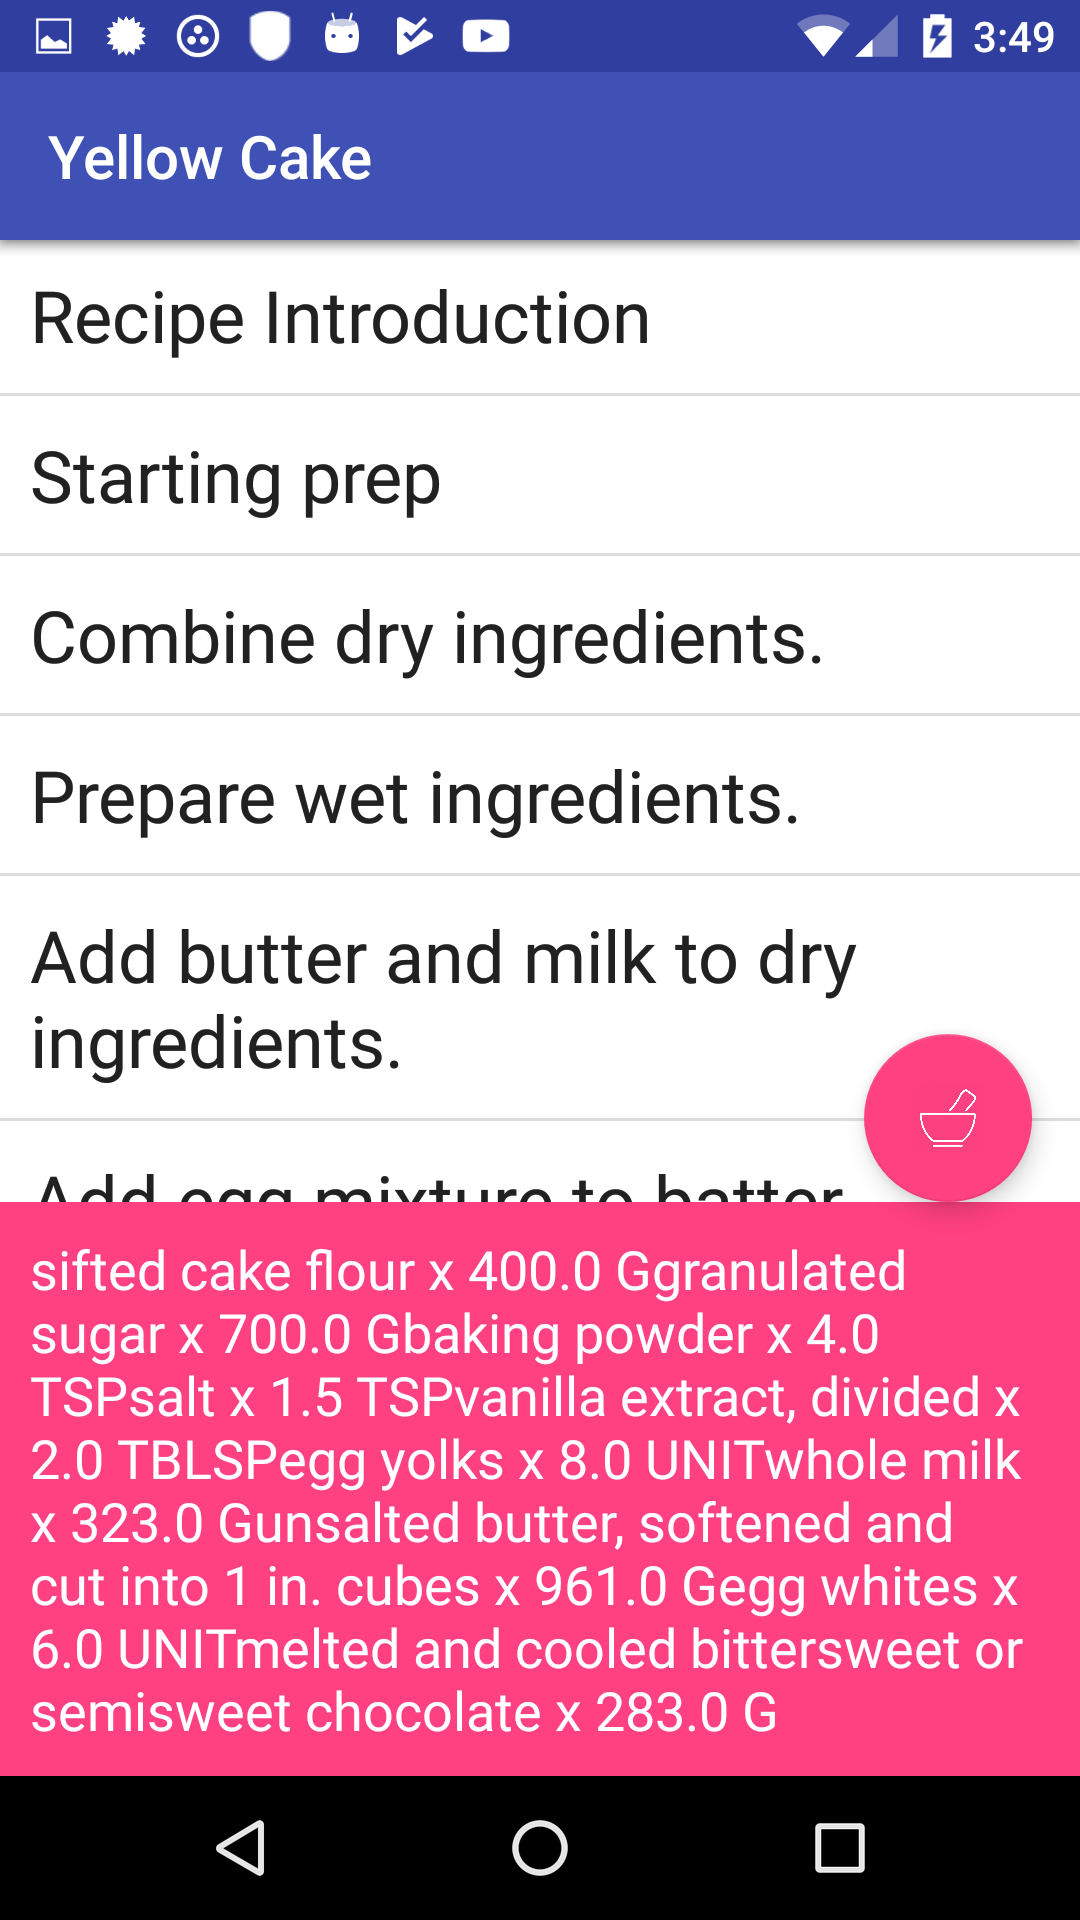 3:49
Yellow Cake
Recipe Introduction
Starting prep
Combine dry ingredients.
Prepare wet ingredients.
Add butter and milk to dry
ingredients.
Add egg mixture to batter
sifted cake flour x 400.0 Ggranulated
sugar x 700.0 Gbaking powder x 4.0
TSPsalt x 1.5 TSPvanilla extract, divided x
2.0 TBLSPegg yolks x 8.0 UNITwhole milk
x 323.0 Gunsalted butter, softened and
cut into 1 in. cubes x 961.0 Gegg whites x
6.0 UNITmelted and cooled bittersweet or
semisweet chocolate x 283.0 G